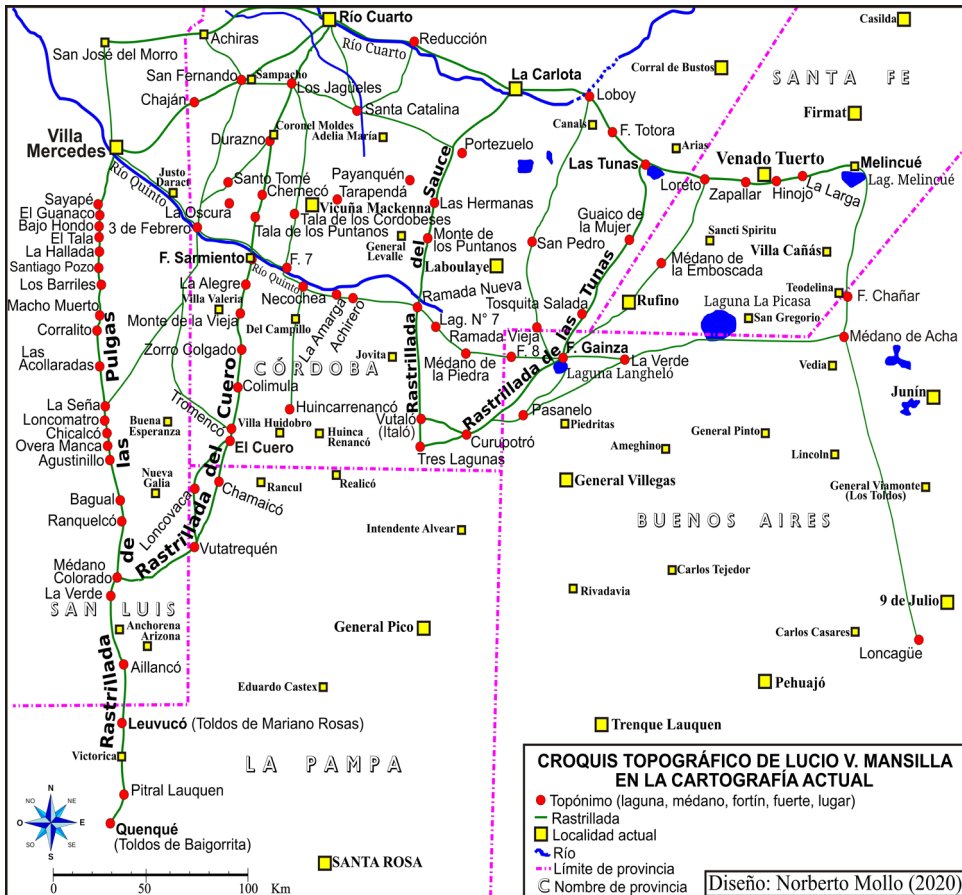 Río Cuarto
Casilda
Achiras
San José del Morro
Río Cuarto
Reducción
Corral de Bustos
SANTA FE
San Fernando
Sampacho
Los Jagüeles
La Carlota
Chaján
Santa Catalina
Loboy
Firmat
Coronel Moldes
Adelia María
Canals
F. Totora
Durazno
Villa
Mercedes
Portezuelo
Arias
Las Tunas
Venado Tuerto
Melincué
Lag. Melincué
Justo
Daract
Río Quinto
Santo Tomé
Payanquén
Loréto
Zapallar
Hinojo
La Larga
Sayapé
Chemecó
Tarapendá
El Guanaco
La Oscura
Vicuña Mackenna
Las Hermanas
Bajo Hondo
3 de Febrero
Tala de los Puntanos
Tala de los Cordobeses
Guaico de
la Mujer
El Tala
General
Levalle
Monte de
los Puntanos
San Pedro
Sancti Spiritu
La Hallada
Villa Cañás
Santiago Pozo
F. Sarmiento
F. 7
Laboulaye
Médano de
la Emboscada
Los Barriles
La Alegre
Río Quinto
Necochea
Ramada Nueva
Tosquita Salada
Teodelina
F. Chañar
Macho Muerto
Villa Valeria
La Amarga
Achirero
Rufino
Laguna La Picasa
Monte de la Vieja
Del Campillo
Lag. N° 7
San Gregorio
Corralito
Ramada Vieja
Médano de Acha
Zorro Colgado
Jovita
Médano de
la Piedra
F. 8
F. Gainza
La Verde
Las
Acollaradas
CÓRDOBA
Laguna Langheló
Vedia
Colimula
Junín
La Seña
Tromencó
Huincarrenancó
Pasanelo
Loncomatro
Buena
Esperanza
Villa Huidobro
Huinca
Renancó
Vutaló
(Italó)
Piedritas
Chicalcó
Curupotró
General Pinto
Overa Manca
El Cuero
Tres Lagunas
Ameghino
Lincoln
Agustinillo
Nueva
Galia
Chamaicó
Rancul
Realicó
General Villegas
General Viamonte
(Los Toldos)
Bagual
Loncovaca
Ranquelcó
Intendente Alvear
BUENOS AIRES
Vutatrequén
Médano
Colorado
Carlos Tejedor
La Verde
Rivadavia
9 de Julio
SAN LUIS
Anchorena
Arizona
General Pico
Carlos Casares
Loncagüe
Aillancó
Eduardo Castex
Pehuajó
Leuvucó (Toldos de Mariano Rosas)
Trenque Lauquen
Victorica
LA PAMPA
Pitral Lauquen
Quenqué
(Toldos de Baigorrita)
SANTA ROSA
Rastrillada de las Pulgas
Rastrillada del Cuero
Rastrillada del Sauce
Rastrillada de las Tunas
N
NO
NE
O
E
SO
SE
S
0 50 100 Km
CROQUIS TOPOGRÁFICO DE LUCIO V. MANSILLA
EN LA CARTOGRAFÍA ACTUAL
Topónimo (laguna, médano, fortín, fuerte, lugar)
Rastrillada
Localidad actual
Río
Límite de provincia
C Nombre de provincia
Diseño: Norberto Mollo (2020)